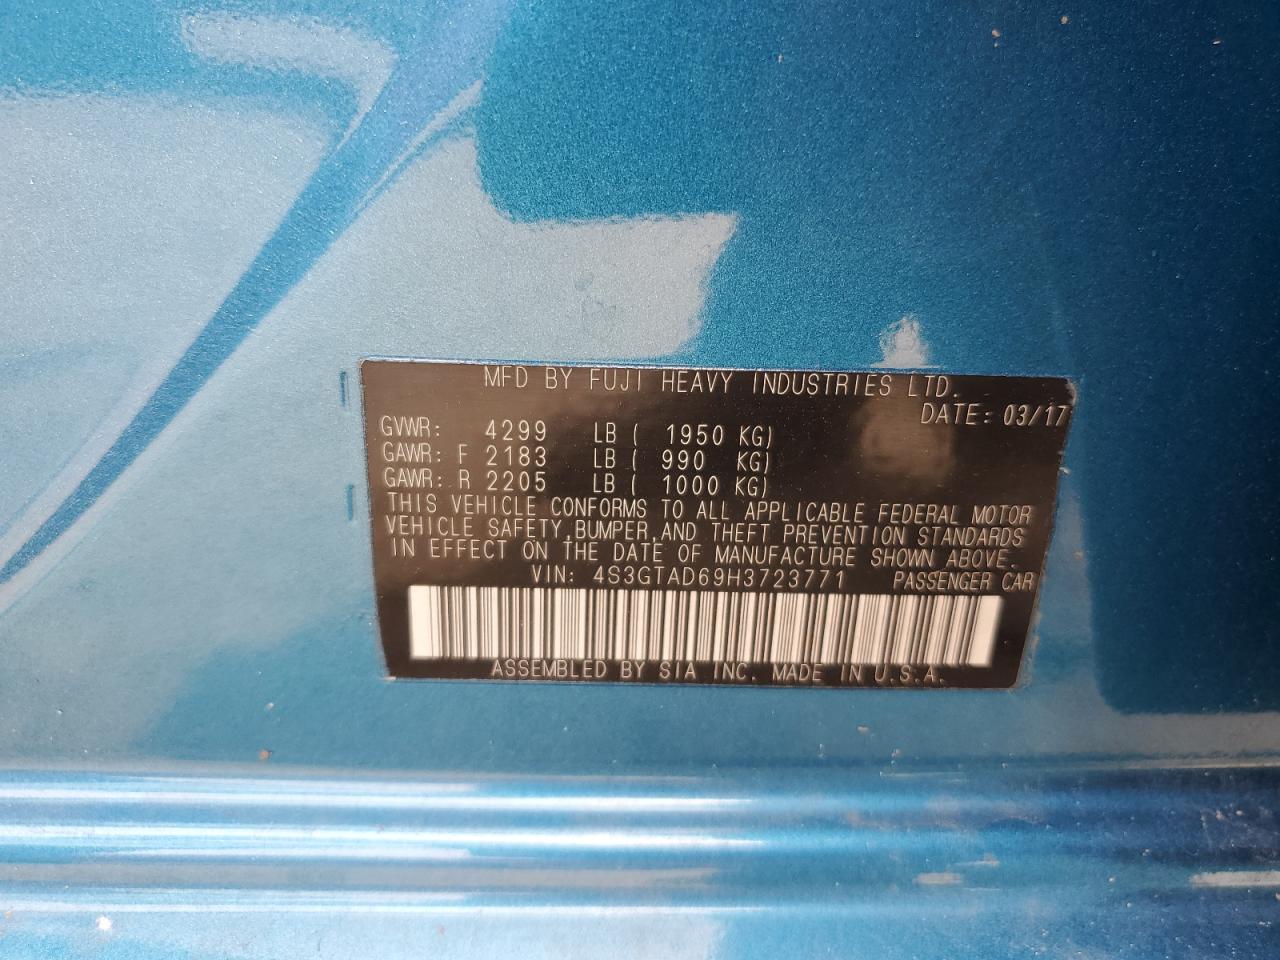 MFD BY FUJI HEAVY INDUSTRIES LTD.
DATE: 03/17
GVWR: 4299 LB ( 1950 KG)
GAWR: F 2183 LB ( 990 KG)
GAWR: R 2205 LB ( 1000 KG)
THIS VEHICLE CONFORMS TO ALL APPLICABLE FEDERAL MOTOR
VEHICLE SAFETY,BUMPER,AND THEFT PREVENTION STANDARDS
IN EFFECT ON THE DATE OF MANUFACTURE SHOWN ABOVE.
VIN: 4S3GTAD69H3723771 PASSENGER CAR
ASSEMBLED BY SIA INC. MADE IN U.S.A.